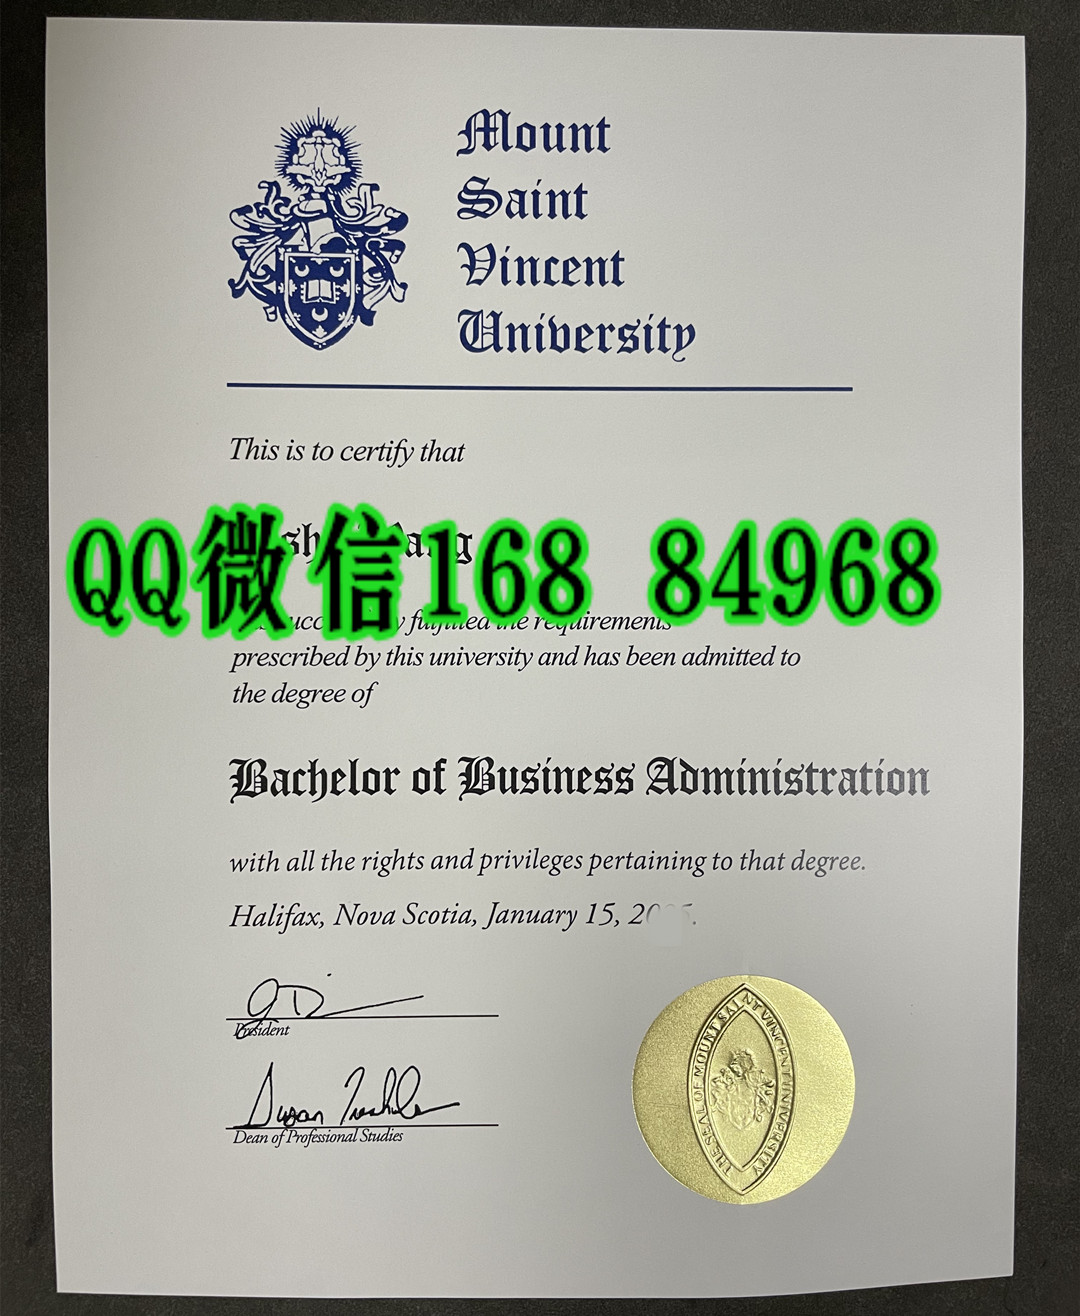 Mount
Saint
Vincent
University
This is to certify that
QQ微信168 84968
fulfilled the requirements
prescribed by this university and has been admitted to
the degree of
Bachelor of Business Administration
with all the rights and privileges pertaining to that degree.
Halifax, Nova Scotia, January 15,
President
Dean of Professional Studies
THE SEAL OF MOUNT SAINT VINCENT UNIVERSITY